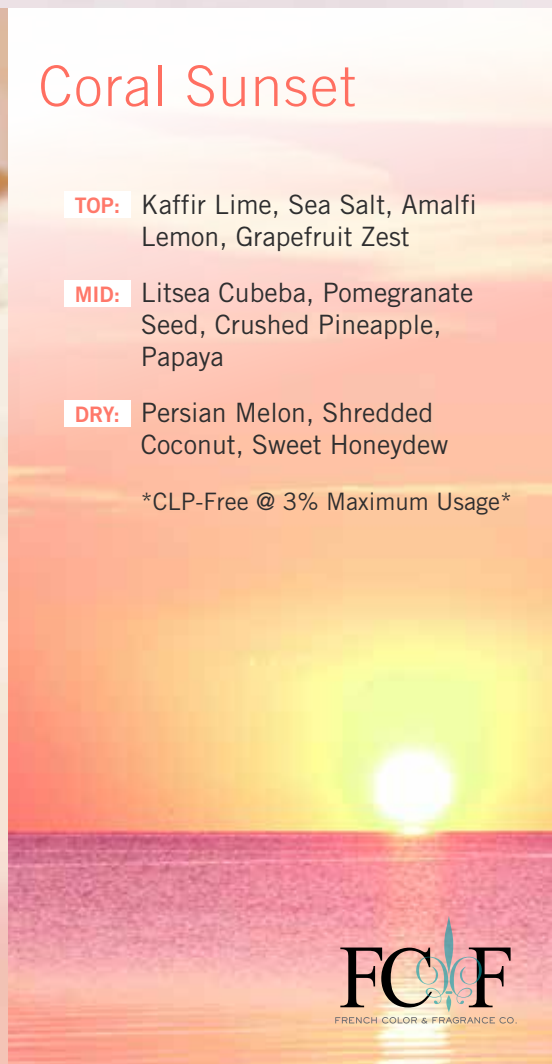 Coral Sunset
TOP: Kaffir Lime, Sea Salt, Amalfi
Lemon, Grapefruit Zest
MID: Litsea Cubeba, Pomegranate
Seed, Crushed Pineapple,
Papaya
DRY: Persian Melon, Shredded
Coconut, Sweet Honeydew
*CLP-Free @ 3% Maximum Usage*
FCF
FRENCH COLOR & FRAGRANCE CO.